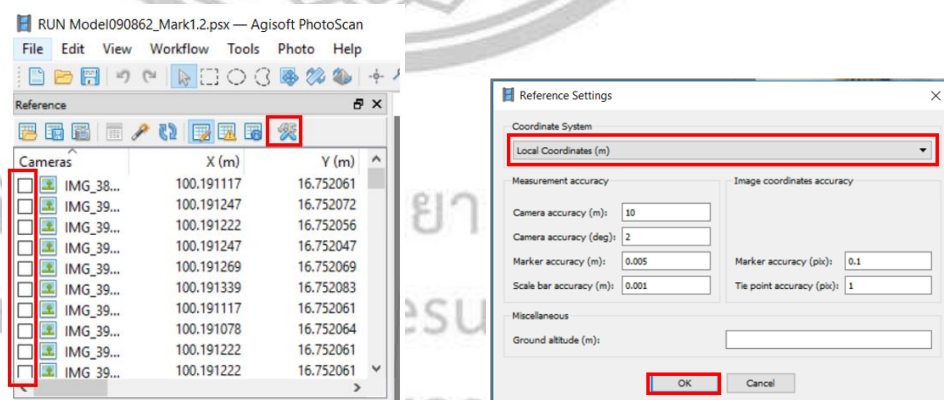 RUN Model090862_Mark1.2.psx — Agisoft PhotoScan
File Edit View Workflow Tools Photo Help
Reference
Cameras X (m) Y (m)
IMG_38... 100.191117 16.752061
IMG_39... 100.191247 16.752072
IMG_39... 100.191222 16.752056
IMG_39... 100.191247 16.752047
IMG_39... 100.191269 16.752069
IMG_39... 100.191339 16.752083
IMG_39... 100.191117 16.752061
IMG_39... 100.191078 16.752064
IMG_39... 100.191222 16.752061
IMG_39... 100.191222 16.752061
Reference Settings
Coordinate System
Local Coordinates (m)
Measurement accuracy
Camera accuracy (m): 10
Camera accuracy (deg): 2
Marker accuracy (m): 0.005
Scale bar accuracy (m): 0.001
Image coordinates accuracy
Marker accuracy (pix): 0.1
Tie point accuracy (pix): 1
Miscellaneous
Ground altitude (m):
OK Cancel